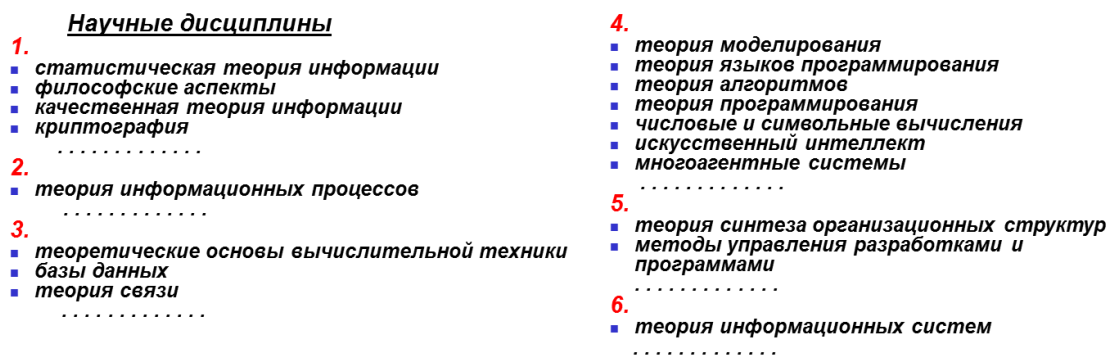 Научные дисциплины
1.
▪ статистическая теория информации
▪ философские аспекты
▪ качественная теория информации
▪ криптография
. . . . . . . . . . . . .
2.
▪ теория информационных процессов
. . . . . . . . . . . . .
3.
▪ теоретические основы вычислительной техники
▪ базы данных
▪ теория связи
. . . . . . . . . . . . .
4.
▪ теория моделирования
▪ теория языков программирования
▪ теория алгоритмов
▪ теория программирования
▪ числовые и символьные вычисления
▪ искусственный интеллект
▪ многоагентные системы
. . . . . . . . . . . . .
5.
▪ теория синтеза организационных структур
▪ методы управления разработками и
программами
. . . . . . . . . . . . .
6.
▪ теория информационных систем
. . . . . . . . . . . . .